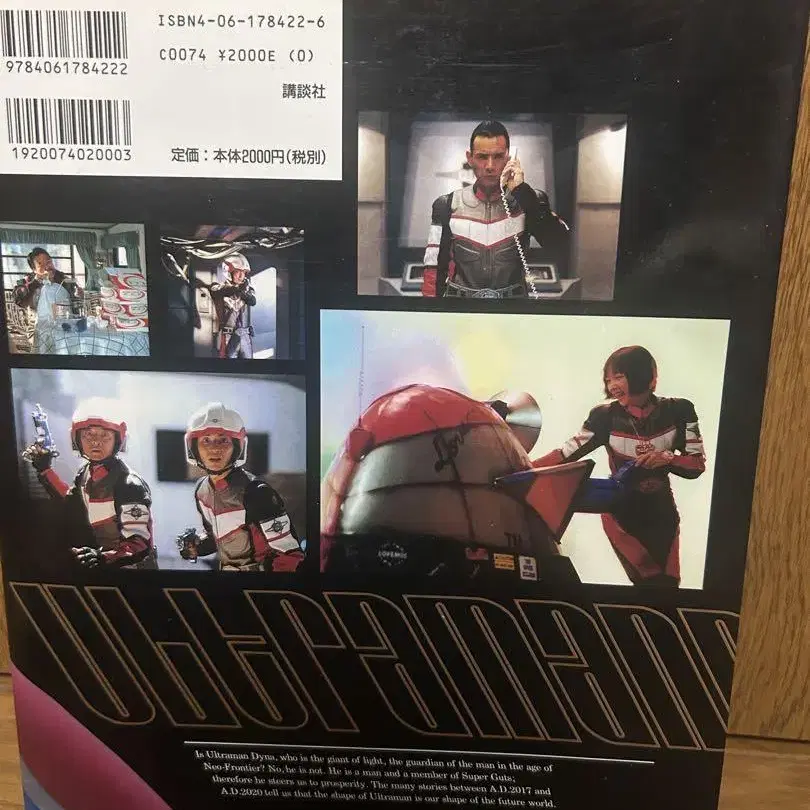 ISBN4-06-178422-6
C0074 ¥2000E (0)
9784061784222
講談社
1920074020003
定価：本体2000円(税別)
Lov
LOVEMOS
TM
Ultraman
Is Ultraman Dyna, who is the giant of light, the guardian of the man in the age of
Neo-Frontier? No, he is not. He is a man and a member of Super Guts;
therefore he steers us to prosperity. The many stories between A.D.2017 and
A.D.2020 tell us that the shape of Ultraman is our shape of the future world.